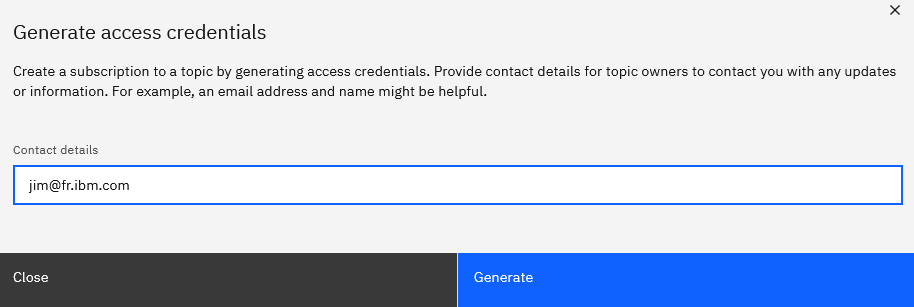 Generate access credentials
Create a subscription to a topic by generating access credentials. Provide contact details for topic owners to contact you with any updates
or information. For example, an email address and name might be helpful.
Contact details
jim@fr.ibm.com
Close
Generate